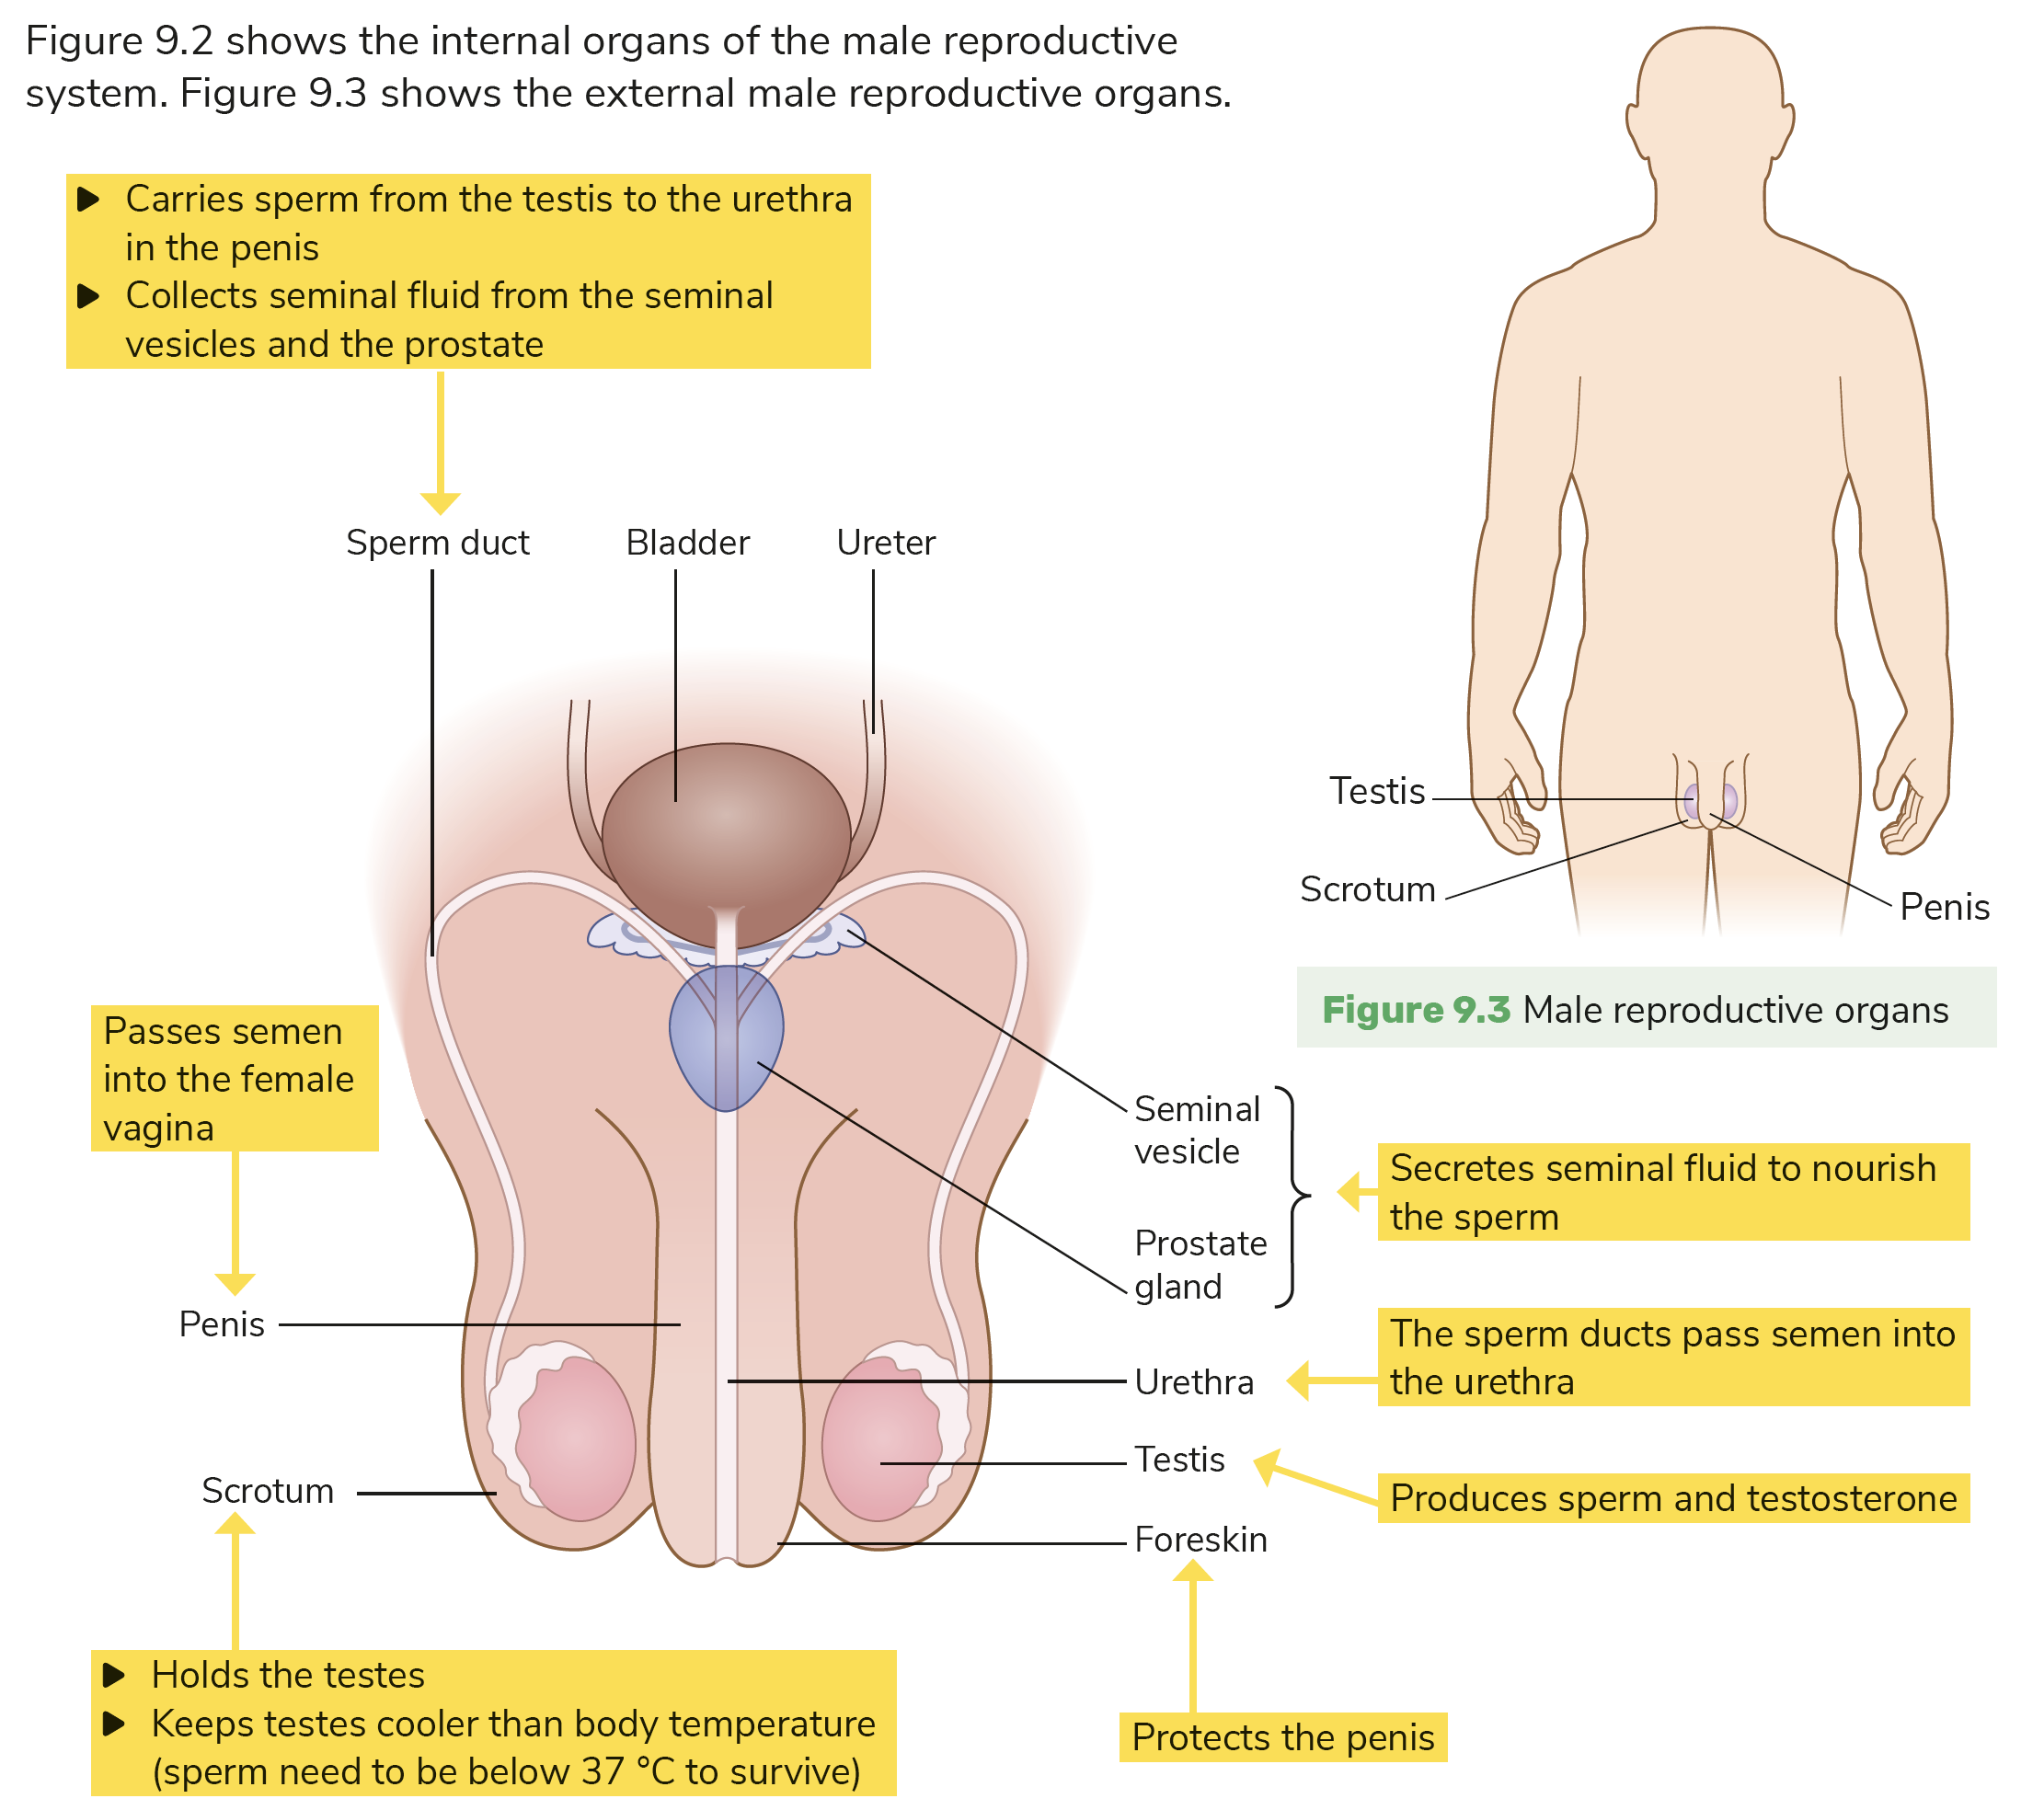 Figure 9.2 shows the internal organs of the male reproductive
system. Figure 9.3 shows the external male reproductive organs.
Carries sperm from the testis to the urethra
in the penis
Collects seminal fluid from the seminal
vesicles and the prostate
Sperm duct
Bladder
Ureter
Testis
Scrotum
Penis
Figure 9.3 Male reproductive organs
Passes semen
into the female
vagina
Seminal
vesicle
Prostate
gland
Secretes seminal fluid to nourish
the sperm
Penis
Urethra
The sperm ducts pass semen into
the urethra
Testis
Produces sperm and testosterone
Scrotum
Foreskin
Holds the testes
Keeps testes cooler than body temperature
(sperm need to be below 37 °C to survive)
Protects the penis